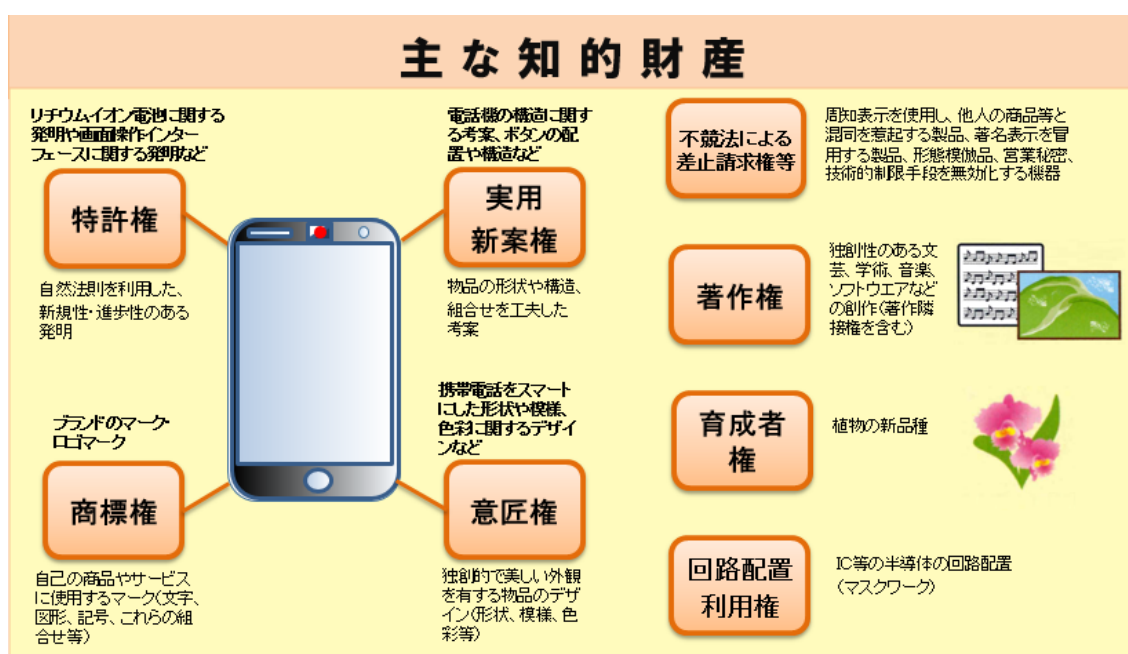 主な知的財産
リチウムイオン電池に関する
発明や画面操作インター
フェースに関する発明など
特許権
自然法則を利用した、
新規性・進歩性のある
発明
電話機の構造に関す
る考案、ボタンの配
置や構造など
実用
新案権
物品の形状や構造、
組合せを工夫した
考案
ブランドのマーク・
ロゴマーク
商標権
自己の商品やサービス
に使用するマーク(文字、
図形、記号、これらの組
合せ等)
携帯電話をスマート
にした形状や模様、
色彩に関するデザイ
ンなど
意匠権
独創的で美しい外観
を有する物品のデザ
イン(形状、模様、色
彩等)
不競法による
差止請求権等
周知表示を使用し、他人の商品等と
混同を惹起する製品、著名表示を冒
用する製品、形態模倣品、営業秘密、
技術的制限手段を無効化する機器
著作権
独創性のある文
芸、学術、音楽、
ソフトウエアなど
の創作(著作隣
接権を含む)
育成者
権
植物の新品種
回路配置
利用権
IC等の半導体の回路配置
(マスクワーク)